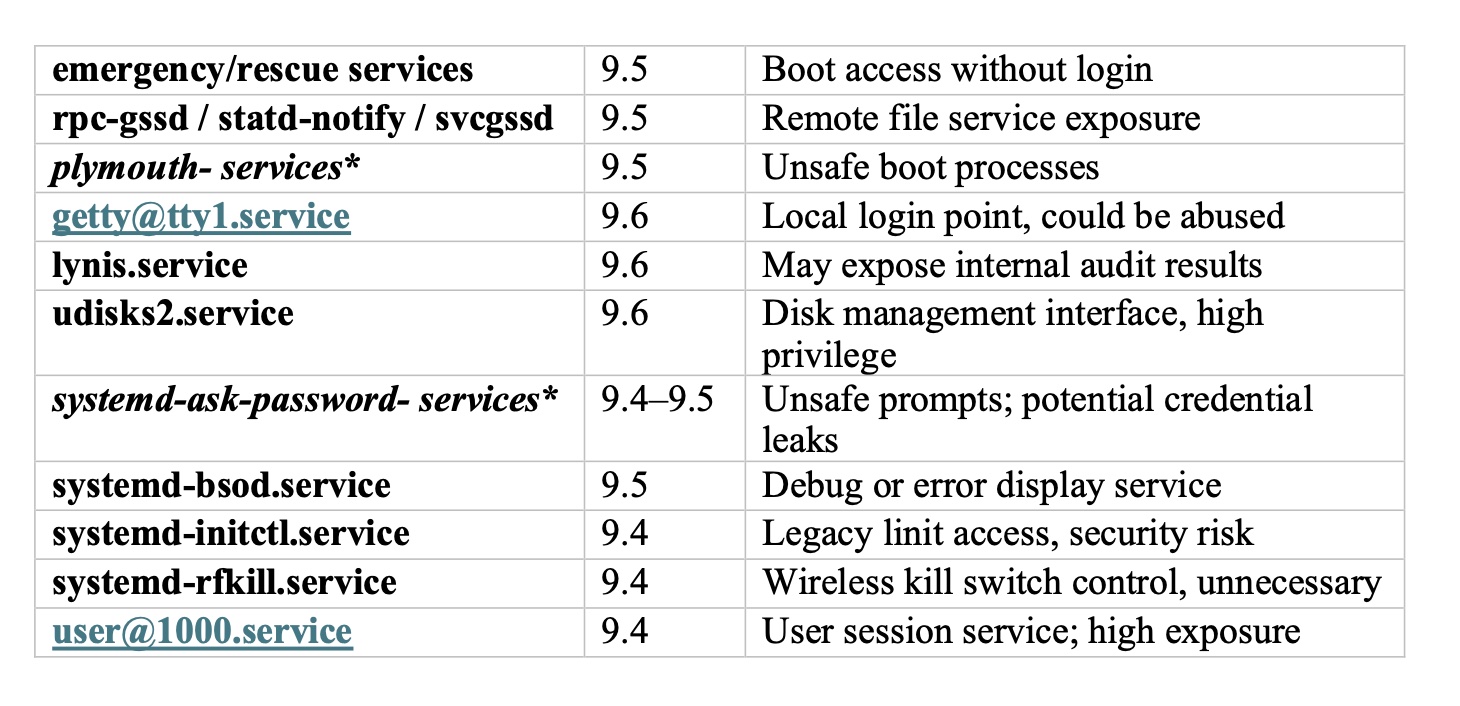 emergency/rescue services 9.5 Boot access without login
rpc-gssd / statd-notify / svcgssd 9.5 Remote file service exposure
plymouth- services* 9.5 Unsafe boot processes
getty@tty1.service 9.6 Local login point, could be abused
lynis.service 9.6 May expose internal audit results
udisks2.service 9.6 Disk management interface, high
privilege
systemd-ask-password- services* 9.4–9.5 Unsafe prompts; potential credential
leaks
systemd-bsod.service 9.5 Debug or error display service
systemd-initctl.service 9.4 Legacy linit access, security risk
systemd-rfkill.service 9.4 Wireless kill switch control, unnecessary
user@1000.service 9.4 User session service; high exposure